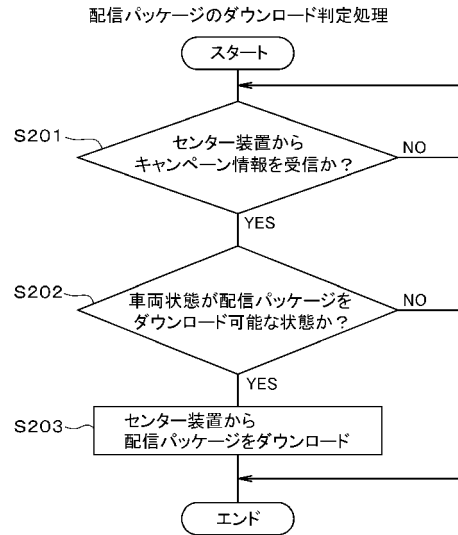 配信パッケージのダウンロード判定処理
スタート
S201
センター装置から
キャンペーン情報を受信か？
NO
YES
S202
車両状態が配信パッケージを
ダウンロード可能な状態か？
NO
YES
S203
センター装置から
配信パッケージをダウンロード
エンド